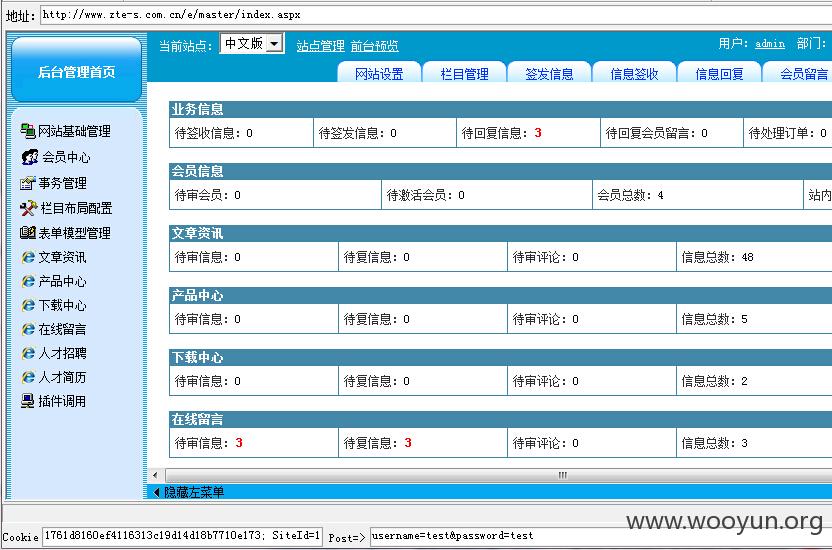 地址： http://www.zte-s.com.cn/e/master/index.aspx
后台管理首页
当前站点： 中文版 站点管理 前台预览 用户：admin 部门：
网站设置 栏目管理 签发信息 信息签收 信息回复 会员留言
网站基础管理
会员中心
事务管理
栏目布局配置
表单模型管理
文章资讯
产品中心
下载中心
在线留言
人才招聘
人才简历
插件调用
业务信息
待签收信息：0 待签发信息：0 待回复信息：3 待回复会员留言：0 待处理订单：0
会员信息
待审会员：0 待激活会员：0 会员总数：4 站内
文章资讯
待审信息：0 待复信息：0 待审评论：0 信息总数：48
产品中心
待审信息：0 待复信息：0 待审评论：0 信息总数：5
下载中心
待审信息：0 待复信息：0 待审评论：0 信息总数：2
在线留言
待审信息：3 待复信息：3 待审评论：0 信息总数：3
隐藏左菜单
www.wooyun.org
Cookie 1761d8160ef4116313c19d14d18b7710e173; SiteId=1 Post=> username=test&password=test